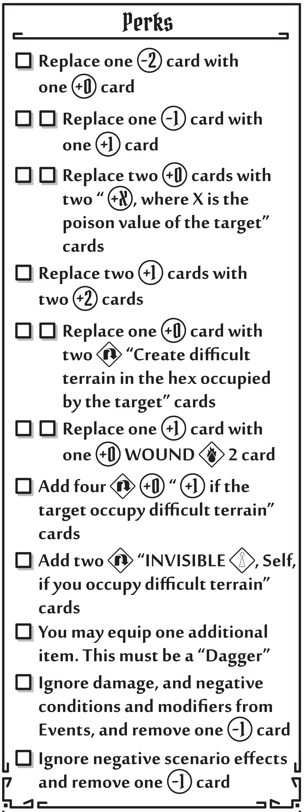 Perks
Replace one -2 card with
one +0 card
Replace one -1 card with
one +1 card
Replace two +0 cards with
two “ +X, where X is the
poison value of the target”
cards
Replace two +1 cards with
two +2 cards
Replace one +0 card with
two “Create difficult
terrain in the hex occupied
by the target” cards
Replace one +1 card with
one +0 WOUND 2 card
Add four +0 “ +1 if the
target occupy difficult terrain”
cards
Add two “INVISIBLE , Self,
if you occupy difficult terrain”
cards
You may equip one additional
item. This must be a “Dagger”
Ignore damage, and negative
conditions and modifiers from
Events, and remove one -1 card
Ignore negative scenario effects
and remove one -1 card